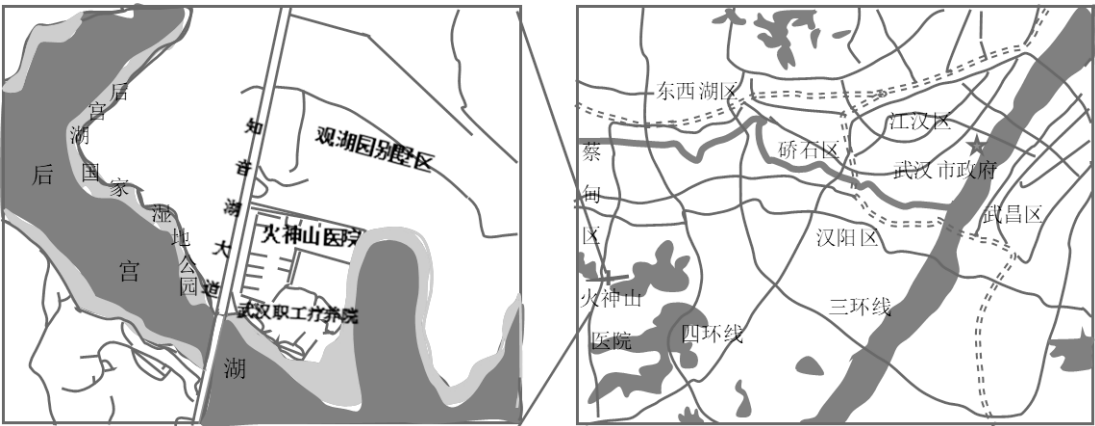 后宫湖国家湿地公园
后宫湖
知音湖大道
观湖园别墅区
火神山医院
武汉职工疗养院
东西湖区
江汉区
蔡甸区
硚石区
武汉市政府
武昌区
汉阳区
火神山医院
三环线
四环线